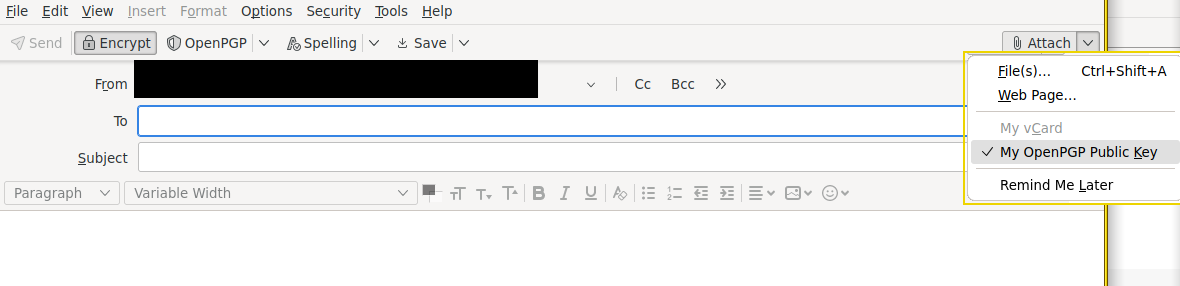 File Edit View Insert Format Options Security Tools Help
Send Encrypt OpenPGP Spelling Save Attach
From Cc Bcc
To
Subject
Paragraph Variable Width
File(s)... Ctrl+Shift+A
Web Page...
My vCard
My OpenPGP Public Key
Remind Me Later